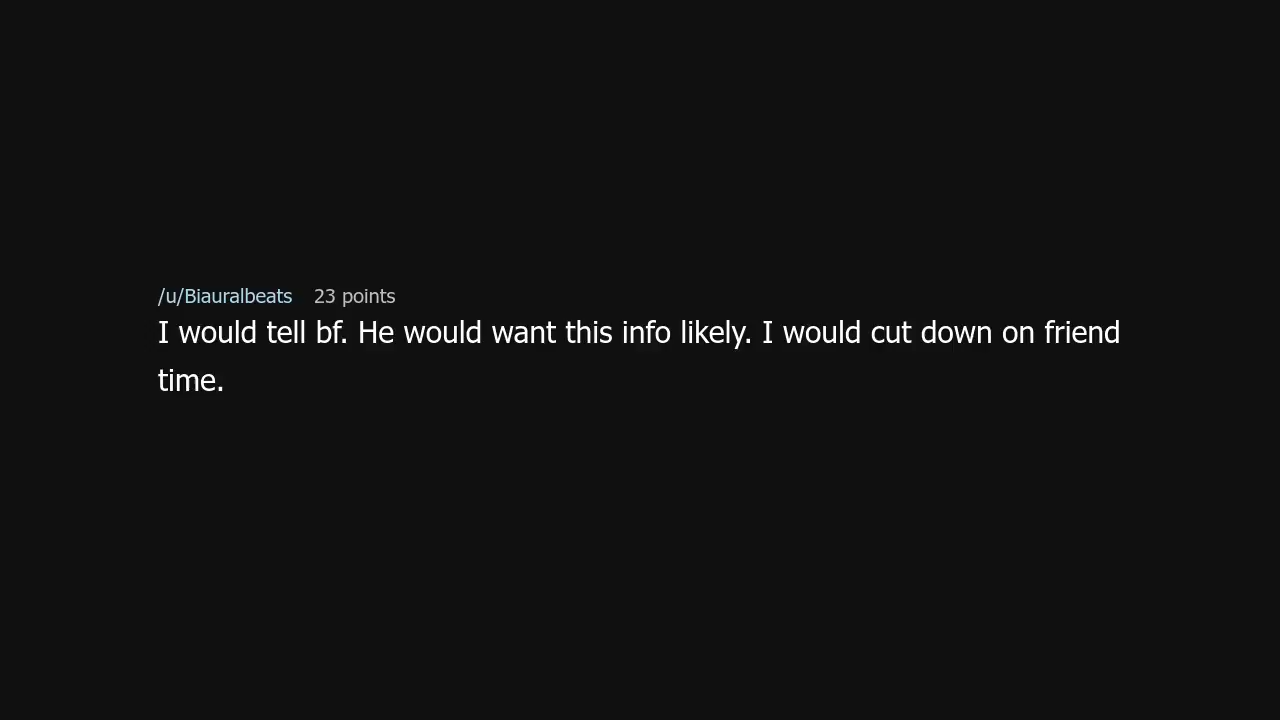 /u/Biauralbeats 23 points
I would tell bf. He would want this info likely. I would cut down on friend
time.